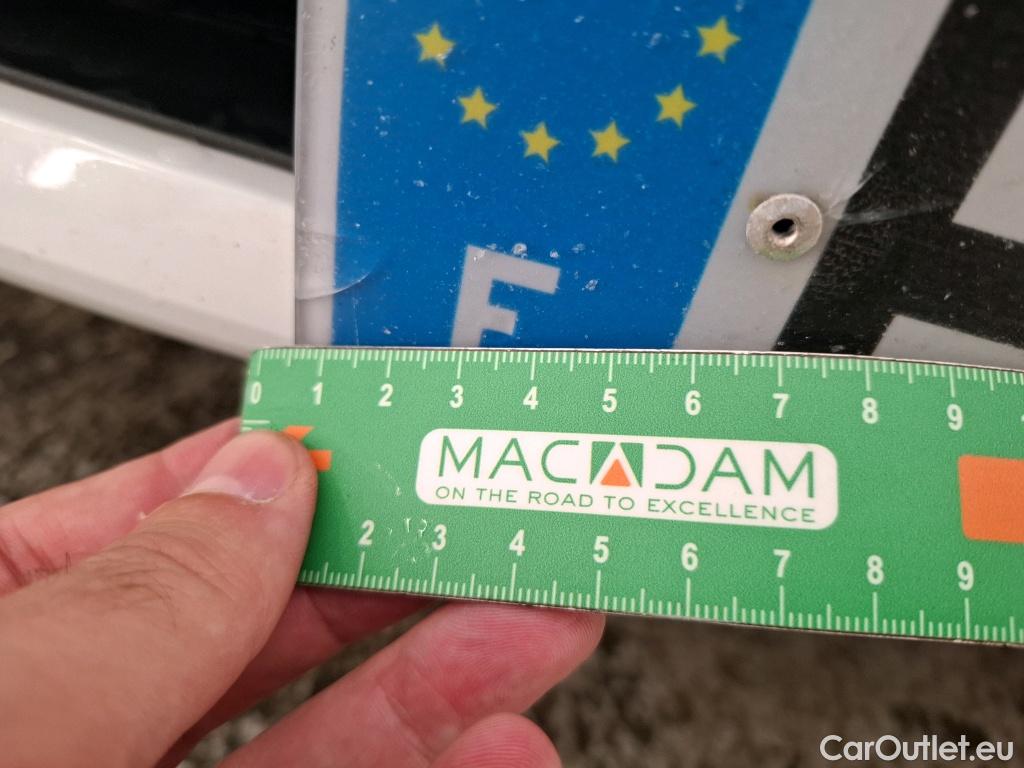 F
0 1 2 3 4 5 6 7 8 9
MACADAM
ON THE ROAD TO EXCELLENCE
2 3 4 5 6 7 8 9
CarOutlet.eu